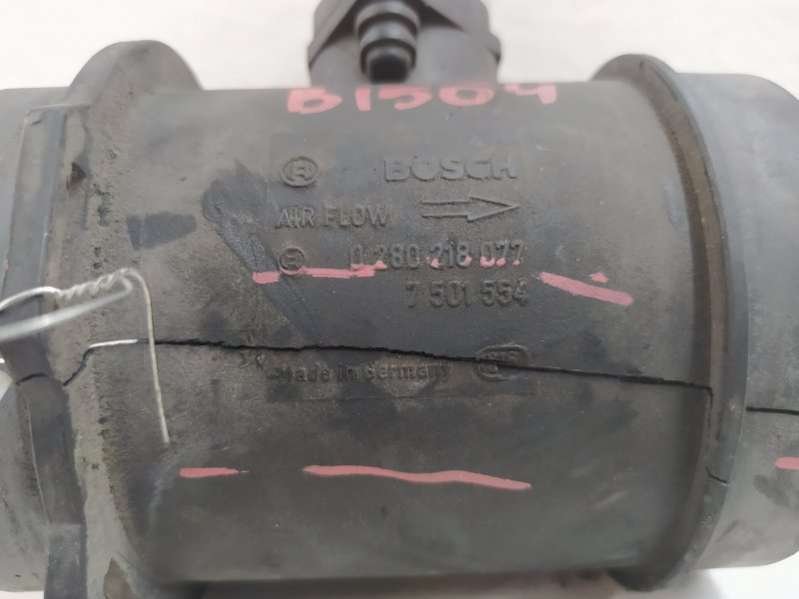 B1504
BOSCH
AIR FLOW
0 280 218 077
7 501 554
Made in Germany